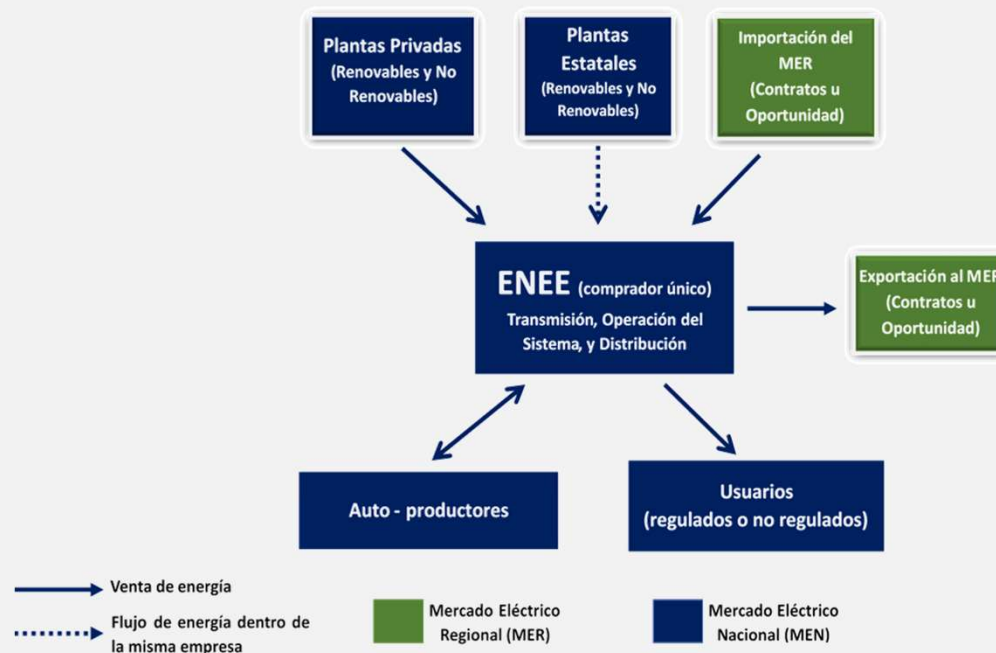 Plantas Privadas
(Renovables y No
Renovables)
Plantas
Estatales
(Renovables y No
Renovables)
Importación del
MER
(Contratos u
Oportunidad)
ENEE (comprador único)
Transmisión, Operación del
Sistema, y Distribución
Exportación al MER
(Contratos u
Oportunidad)
Auto - productores
Usuarios
(regulados o no regulados)
Venta de energía
Flujo de energía dentro de
la misma empresa
Mercado Eléctrico
Regional (MER)
Mercado Eléctrico
Nacional (MEN)